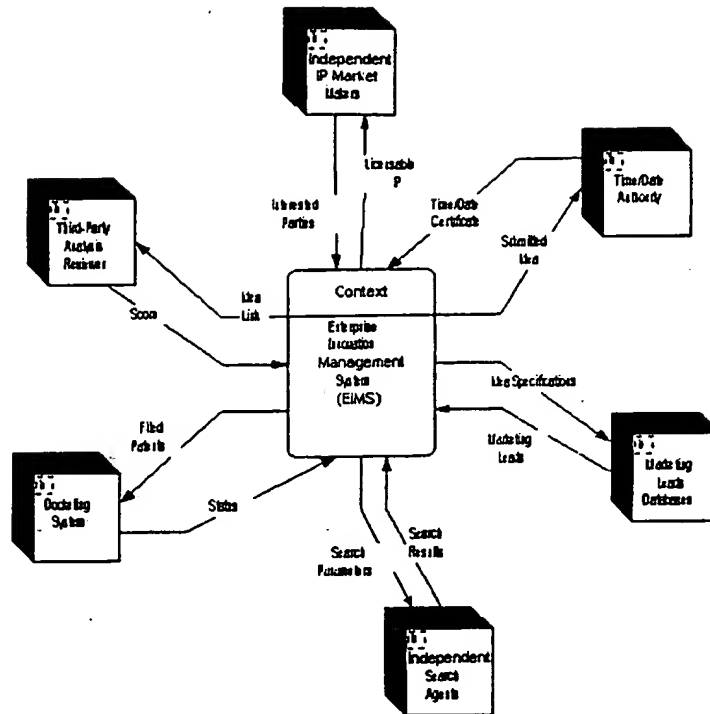 Independent
IP Market
Makers
Licensable
IP
Interested
Parties
Time/Date
Certificate
Time/Date
Authority
Submitted
Idea
Third-Party
Analysis
Reviewer
Idea
Link
Score
Context
Enterprise
Innovation
Management
System
(EIMS)
Idea Specifications
Marketing
Leads
Marketing
Leads
Databases
Filed
Patents
Docketing
System
Status
Search
Parameters
Search
Results
Independent
Search
Agents